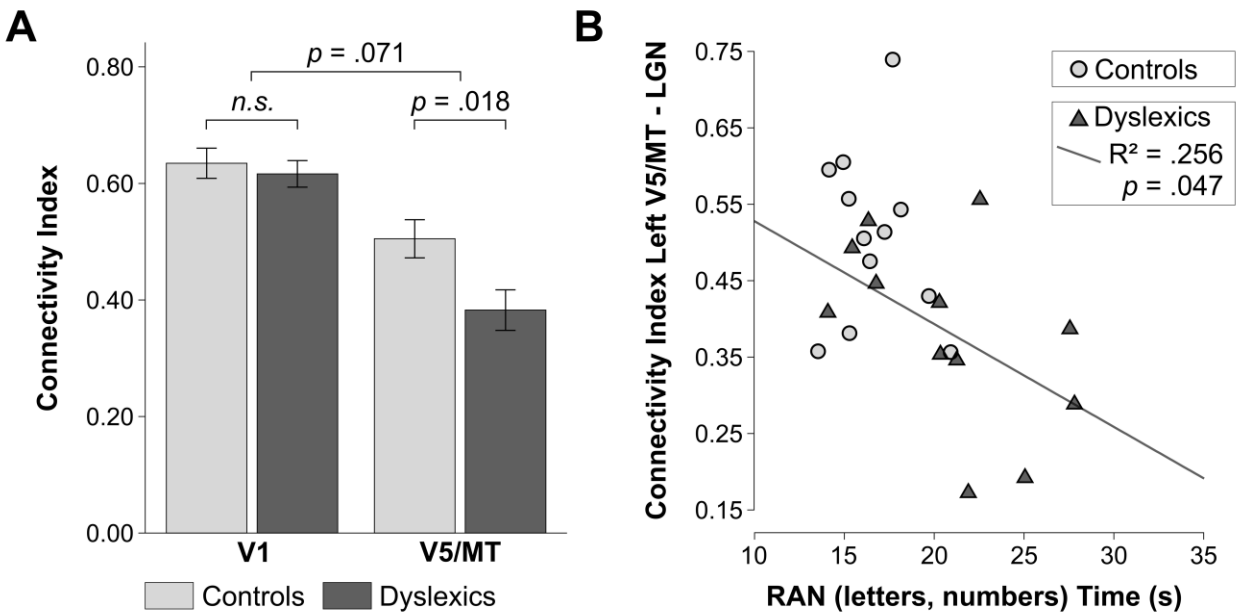 A
Connectivity Index
0.80
0.60
0.40
0.20
0.00
p = .071
n.s.
p = .018
V1
V5/MT
Controls
Dyslexics
B
Connectivity Index Left V5/MT - LGN
0.75
0.65
0.55
0.45
0.35
0.25
0.15
Controls
Dyslexics
R² = .256
p = .047
10
15
20
25
30
35
RAN (letters, numbers) Time (s)